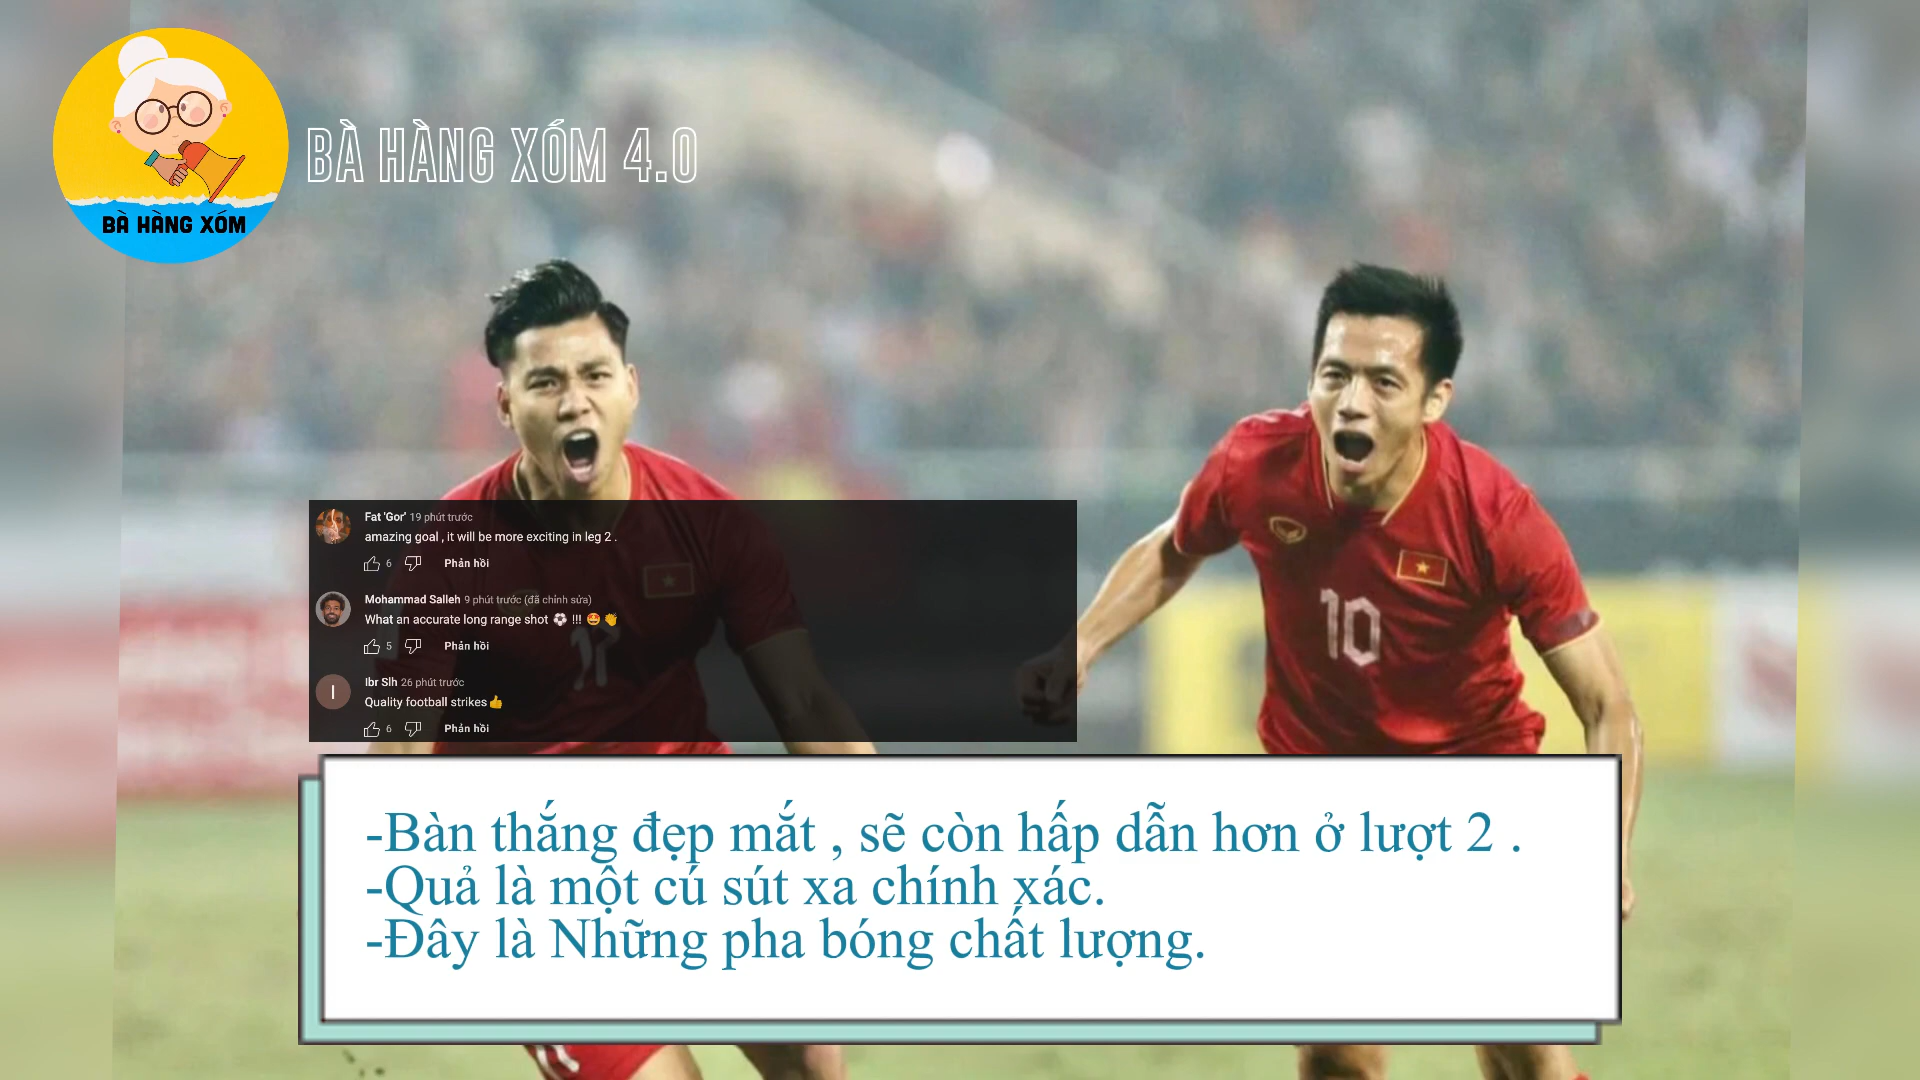 BÀ HÀNG XÓM 4.0
BÀ HÀNG XÓM
Fat 'Gor' 19 phút trước
amazing goal , it will be more exciting in leg 2 .
6 Phản hồi
Mohammad Salleh 9 phút trước (đã chỉnh sửa)
What an accurate long range shot ⚽ !!! 🤩 👏
5 Phản hồi
I
Ibr Slh 26 phút trước
Quality football strikes👍
6 Phản hồi
10
-Bàn thắng đẹp mắt , sẽ còn hấp dẫn hơn ở lượt 2 .
-Quả là một cú sút xa chính xác.
-Đây là Những pha bóng chất lượng.